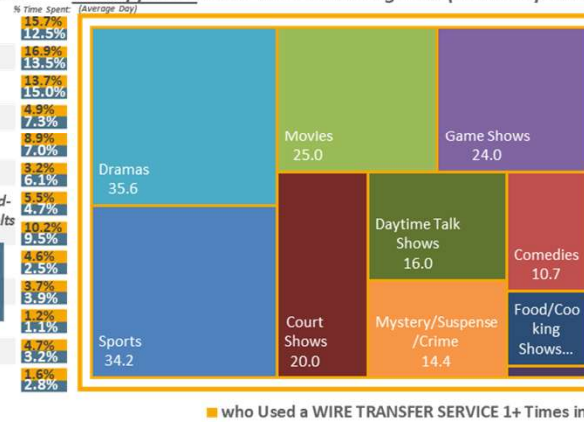 % Time Spent:
(Average Day)
15.7%
12.5%
16.9%
13.5%
13.7%
15.0%
4.9%
7.3%
8.9%
7.0%
3.2%
6.1%
d-
5.5%
lts
4.7%
10.2%
9.5%
4.6%
2.5%
3.7%
3.9%
1.2%
1.1%
4.7%
3.2%
1.6%
2.8%
Dramas
35.6
Movies
25.0
Game Shows
24.0
Sports
34.2
Court
Shows
20.0
Daytime Talk
Shows
16.0
Comedies
10.7
Mystery/Suspense
/Crime
14.4
Food/Coo
king
Shows...
who Used a WIRE TRANSFER SERVICE 1+ Times in